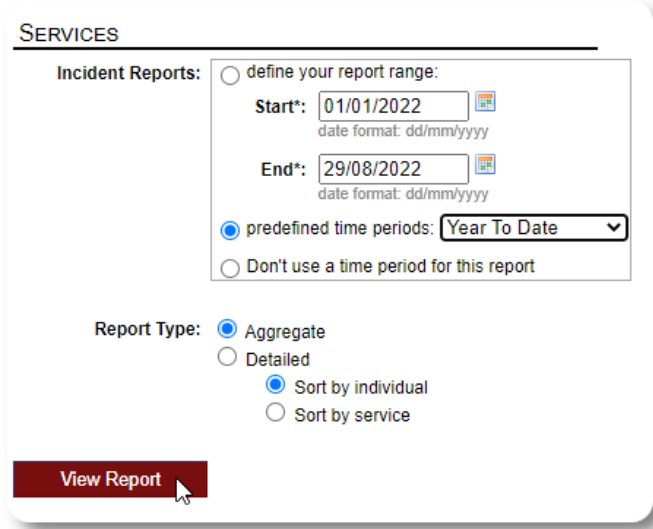 SERVICES
Incident Reports: define your report range:
Start*: 01/01/2022
date format: dd/mm/yyyy
End*: 29/08/2022
date format: dd/mm/yyyy
predefined time periods: Year To Date
Don't use a time period for this report
Report Type: Aggregate
Detailed
Sort by individual
Sort by service
View Report